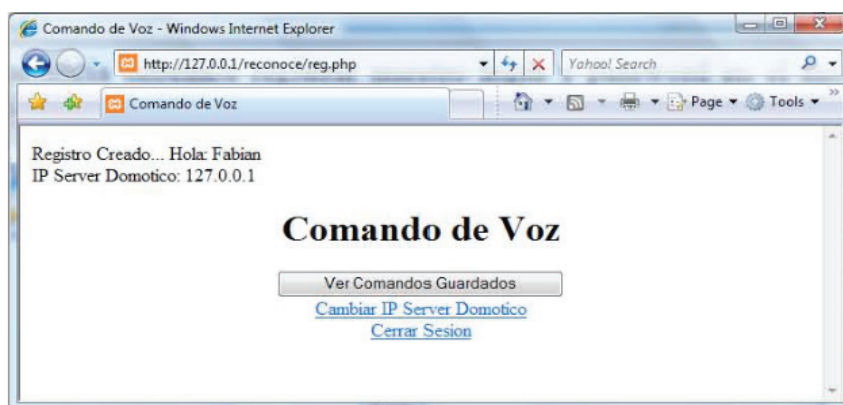 Comando de Voz - Windows Internet Explorer
http://127.0.0.1/reconoce/reg.php
Yahoo! Search
Comando de Voz
Page
Tools
Registro Creado... Hola: Fabian
IP Server Domotico: 127.0.0.1
Comando de Voz
Ver Comandos Guardados
Cambiar IP Server Domotico
Cerrar Sesion